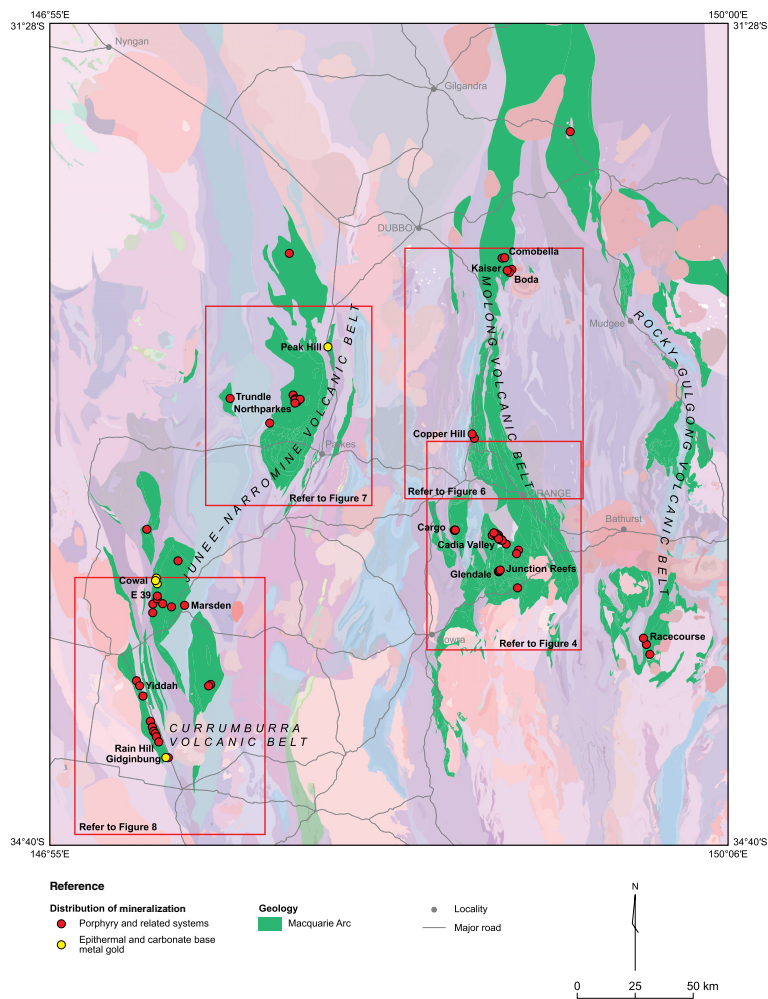 146°55'E
150°00'E
31°28'S
31°28'S
Nyngan
Gilgandra
DUBBO
Comobella
Kaiser
Boda
MOLONG VOLCANIC BELT
Mudgee
ROCKY-GULGONG VOLCANIC BELT
Peak Hill
JUNEE-NARROMINE VOLCANIC BELT
Trundle
Northparkes
Parkes
Copper Hill
Refer to Figure 7
Refer to Figure 6
ORANGE
Cargo
Cadia Valley
Bathurst
Glendale
Junction Reefs
Cowal
E 39
Marsden
Cowra
Refer to Figure 4
Racecourse
Yiddah
CURRUMBURRA
VOLCANIC BELT
Rain Hill
Gidginbung
Refer to Figure 8
34°40'S
34°40'S
146°55'E
150°06'E
Reference
Distribution of mineralization
Porphyry and related systems
Epithermal and carbonate base
metal gold
Geology
Macquarie Arc
Locality
Major road
N
0 25 50 km